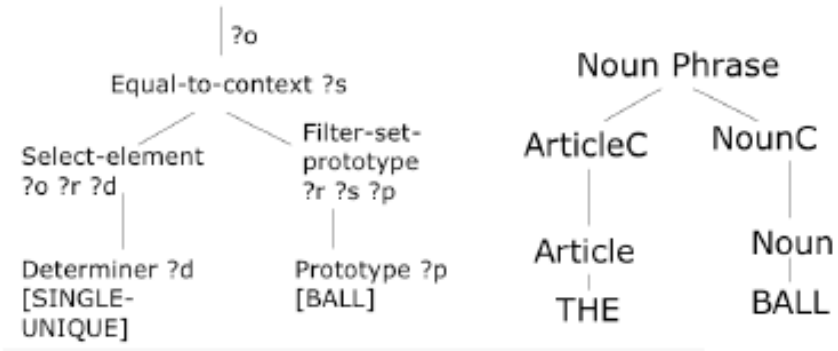 ?o
Equal-to-context ?s
Select-element
?o ?r ?d
Filter-set-
prototype
?r ?s ?p
Determiner ?d
[SINGLE-
UNIQUE]
Prototype ?p
[BALL]
Noun Phrase
ArticleC
NounC
Article
Noun
THE
BALL